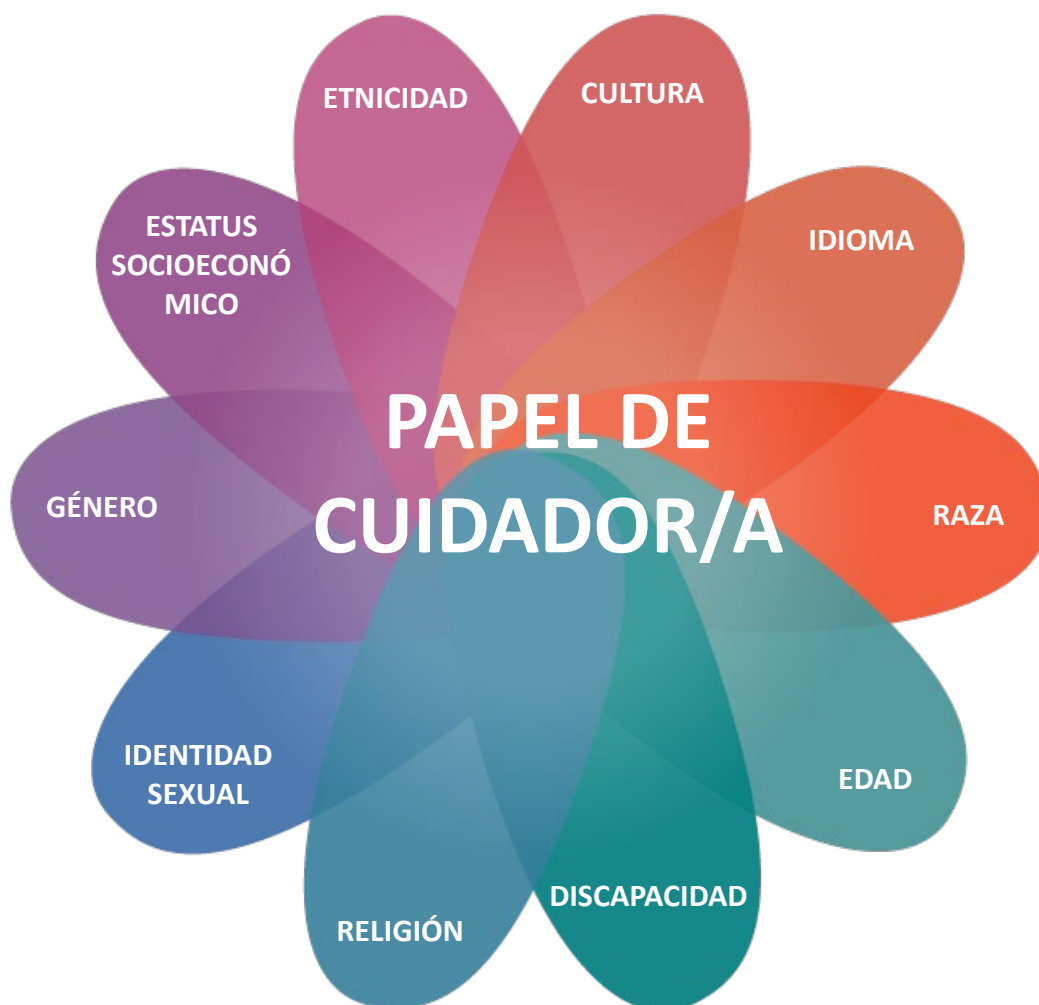 ETNICIDAD
CULTURA
ESTATUS
SOCIOECONÓ
MICO
IDIOMA
PAPEL DE
CUIDADOR/A
GÉNERO
RAZA
IDENTIDAD
SEXUAL
EDAD
DISCAPACIDAD
RELIGIÓN